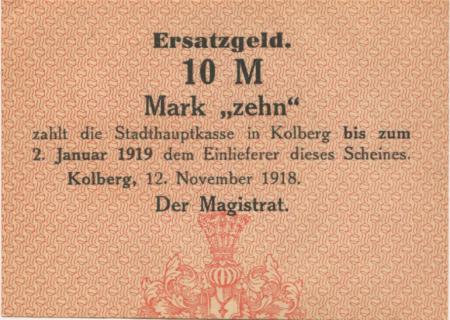 Ersatzgeld.
10 M
Mark „zehn“
zahlt die Stadthauptkasse in Kolberg bis zum
2. Januar 1919 dem Einlieferer dieses Scheines.
Kolberg, 12. November 1918.
Der Magistrat.